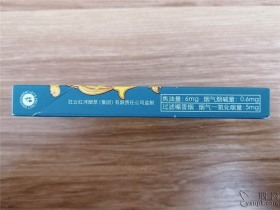 红云红河烟草（集团）有限责任公司监制
焦油量：6mg 烟气烟碱量：0.6mg
过滤嘴香烟 烟气一氧化碳量：5mg